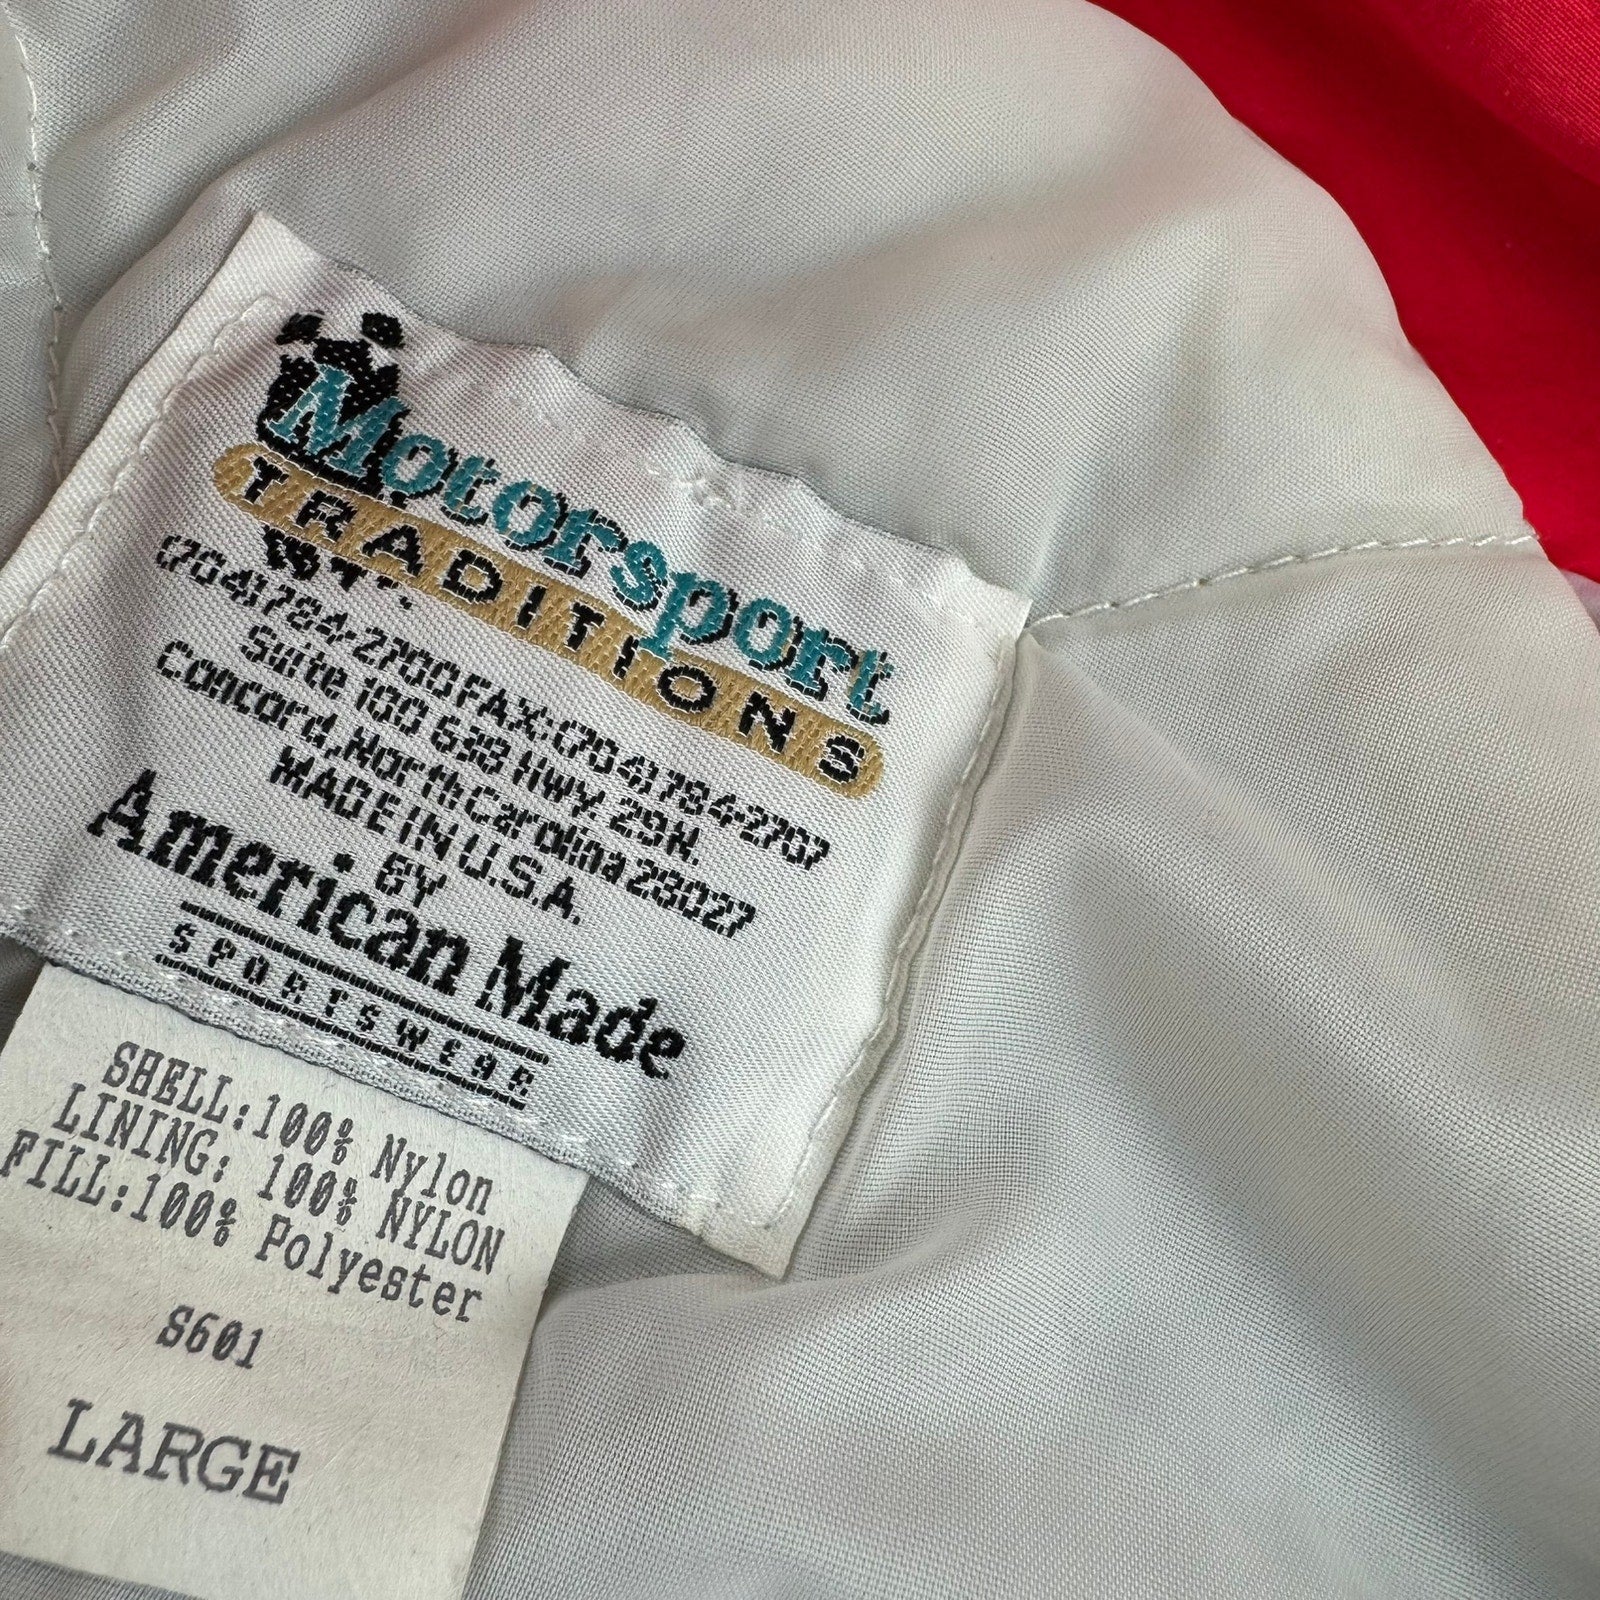 Motorsport
TRADITIONS
(704)784-2700 FAX:(704)784-2707
Suite 100 638 HWY. 29 N.
Concord, North Carolina 28027
MADE IN U.S.A.
BY
American Made
SPORTSWEAR
SHELL:100% Nylon
LINING: 100% NYLON
FILL:100% Polyester
S601
LARGE